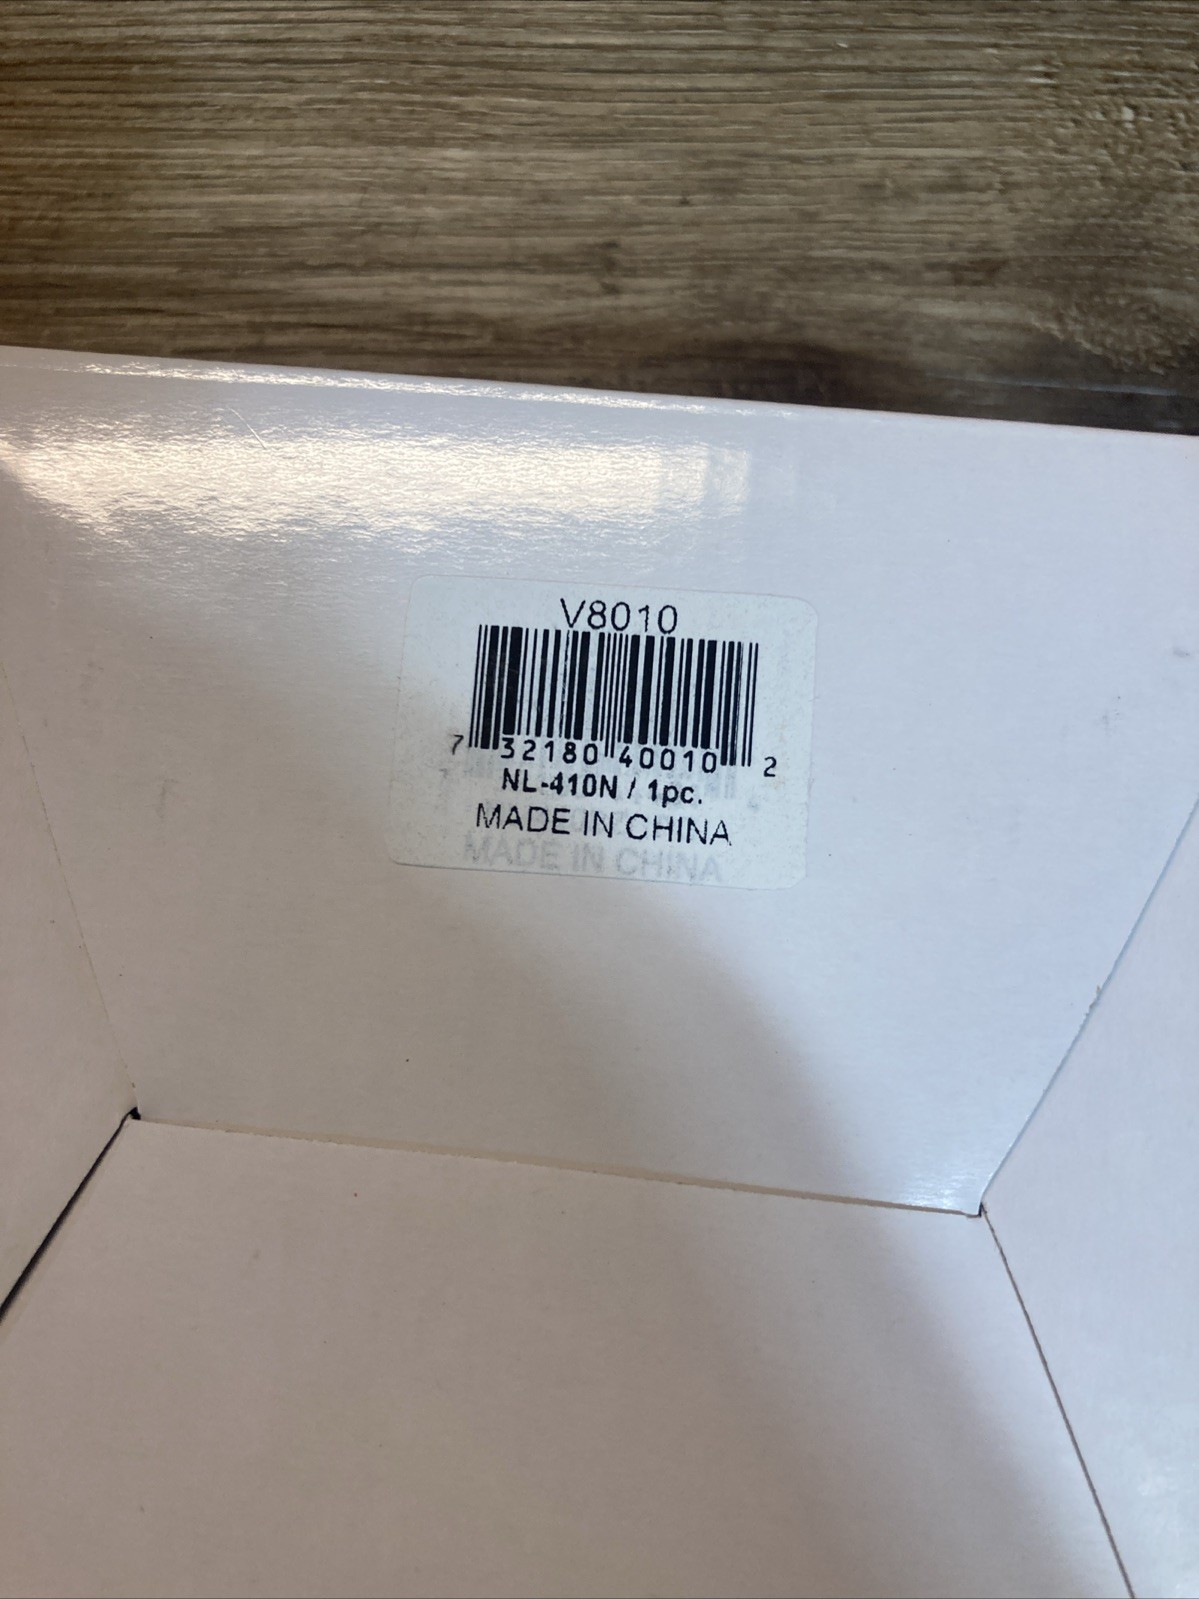 V8010
7 32180 40010 2
NL-410N / 1pc.
MADE IN CHINA
MADE IN CHINA